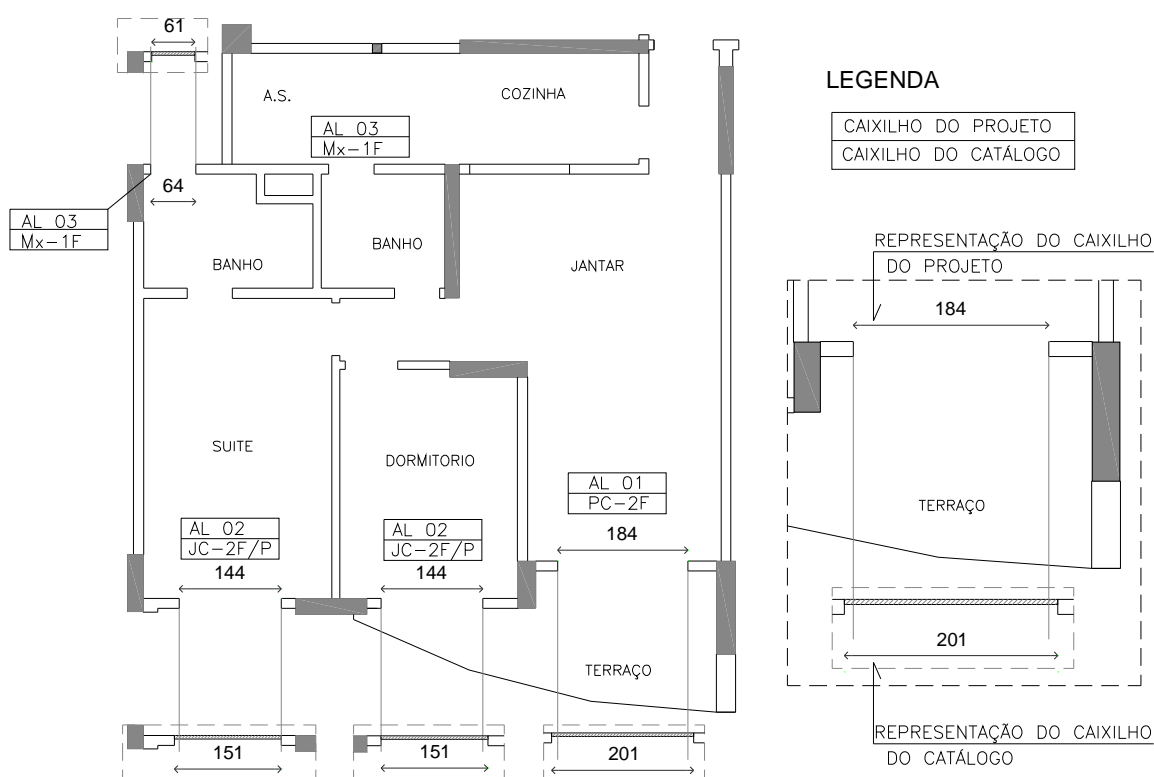 61
A.S.
COZINHA
AL 03
Mx-1F
64
AL 03
Mx-1F
BANHO
BANHO
JANTAR
SUITE
DORMITORIO
AL 01
PC-2F
184
AL 02
JC-2F/P
144
AL 02
JC-2F/P
144
TERRAÇO
151
151
201
LEGENDA
CAIXILHO DO PROJETO
CAIXILHO DO CATÁLOGO
REPRESENTAÇÃO DO CAIXILHO
DO PROJETO
184
TERRAÇO
201
REPRESENTAÇÃO DO CAIXILHO
DO CATÁLOGO